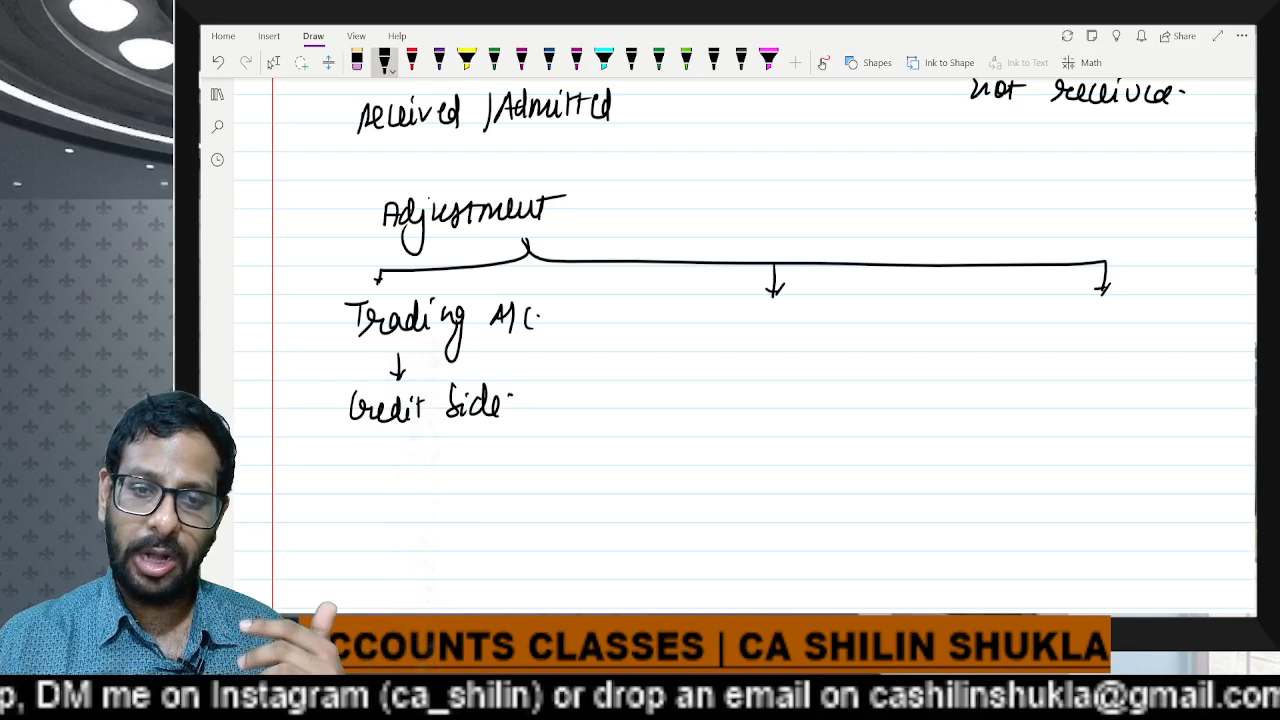 Home Insert Draw View Help
Share
Shapes Ink to Shape Ink to Text Math
not receive.
received / Admitted
Adjustment
Trading A/C.
Credit Side.
CCOUNTS CLASSES | CA SHILIN SHUKLA
p, DM me on Instagram (ca_shilin) or drop an email on cashilinshukla@gmail.com